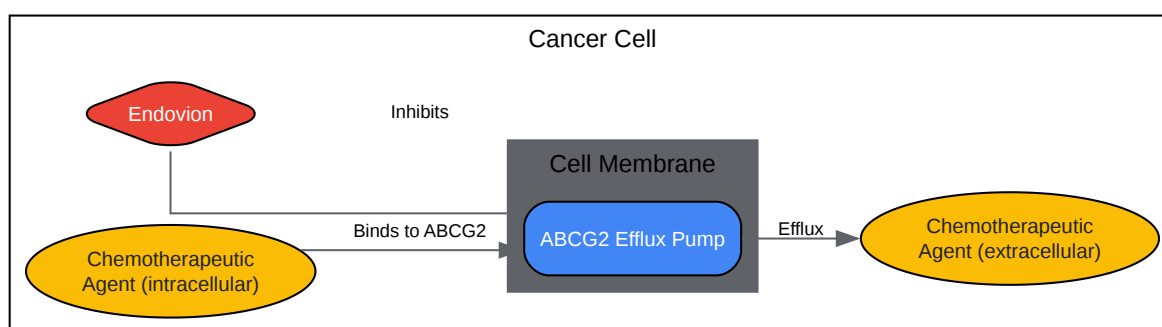 Cancer Cell
Endovion
Inhibits
Cell Membrane
Binds to ABCG2
ABCG2 Efflux Pump
Efflux
Chemotherapeutic
Agent (intracellular)
Chemotherapeutic
Agent (extracellular)